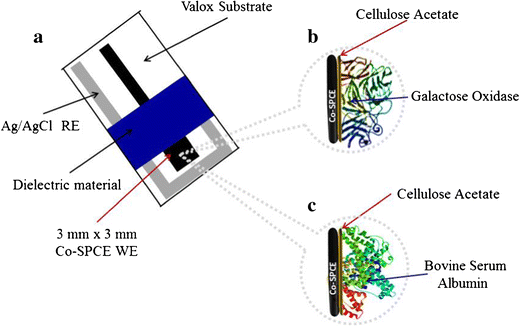 a
Valox Substrate
Ag/AgCl RE
Dielectric material
3 mm x 3 mm
Co-SPCE WE
b
Cellulose Acetate
Co-SPCE
Galactose Oxidase
c
Cellulose Acetate
Co-SPCE
Bovine Serum
Albumin